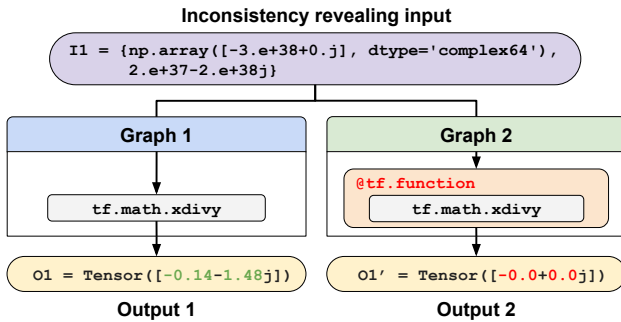 Inconsistency revealing input
I1 = {np.array([-3.e+38+0.j], dtype='complex64'),
2.e+37-2.e+38j}
Graph 1
Graph 2
@tf.function
tf.math.xdivy
tf.math.xdivy
O1 = Tensor([-0.14-1.48j])
O1’ = Tensor([-0.0+0.0j])
Output 1
Output 2